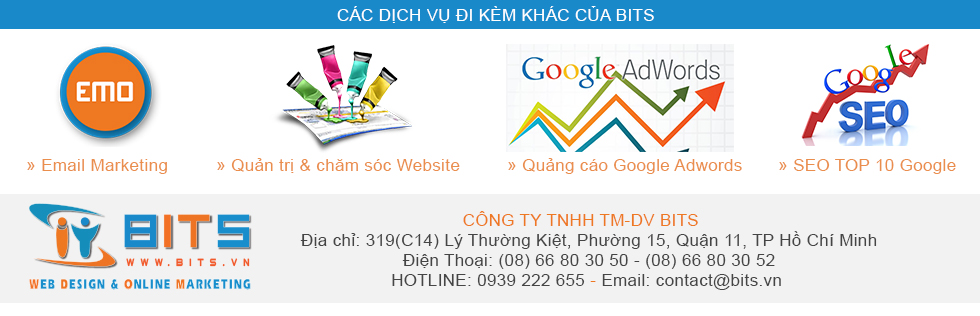 CÁC DỊCH VỤ ĐI KÈM KHÁC CỦA BITS
EMO
Google AdWords
Google
SEO
» Email Marketing
» Quản trị & chăm sóc Website
» Quảng cáo Google Adwords
» SEO TOP 10 Google
BITS
WWW.BITS.VN
WEB DESIGN & ONLINE MARKETING
CÔNG TY TNHH TM-DV BITS
Địa chỉ: 319(C14) Lý Thường Kiệt, Phường 15, Quận 11, TP Hồ Chí Minh
Điện Thoại: (08) 66 80 30 50 - (08) 66 80 30 52
HOTLINE: 0939 222 655 - Email: contact@bits.vn